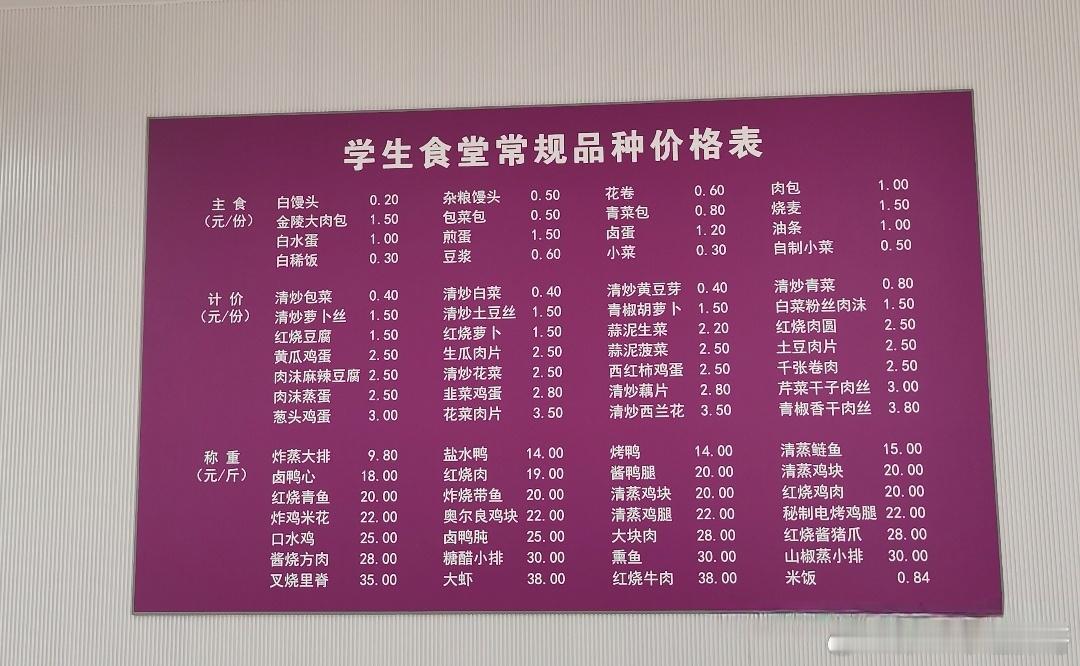 学生食堂常规品种价格表
主食 白馒头 0.20 杂粮馒头 0.50 花卷 0.60 肉包 1.00
(元/份) 金陵大肉包 1.50 包菜包 0.50 青菜包 0.80 烧麦 1.50
白水蛋 1.00 煎蛋 1.50 卤蛋 1.20 油条 1.00
白稀饭 0.30 豆浆 0.60 小菜 0.30 自制小菜 0.50
计价 清炒包菜 0.40 清炒白菜 0.40 清炒黄豆芽 0.40 清炒青菜 0.80
(元/份) 清炒萝卜丝 1.50 清炒土豆丝 1.50 青椒胡萝卜 1.50 白菜粉丝肉沫 1.50
红烧豆腐 1.50 红烧萝卜 1.50 蒜泥生菜 2.20 红烧肉圆 2.50
黄瓜鸡蛋 2.50 生瓜肉片 2.50 蒜泥菠菜 2.50 土豆肉片 2.50
肉沫麻辣豆腐 2.50 清炒花菜 2.50 西红柿鸡蛋 2.50 千张卷肉 2.50
肉沫蒸蛋 2.50 韭菜鸡蛋 2.80 清炒藕片 2.80 芹菜干子肉丝 3.00
葱头鸡蛋 3.00 花菜肉片 3.50 清炒西兰花 3.50 青椒香干肉丝 3.80
称重 炸蒸大排 9.80 盐水鸭 14.00 烤鸭 14.00 清蒸鲢鱼 15.00
(元/斤) 卤鸭心 18.00 红烧肉 19.00 酱鸭腿 20.00 清蒸鸡块 20.00
红烧青鱼 20.00 炸烧带鱼 20.00 清蒸鸡块 20.00 红烧鸡肉 20.00
炸鸡米花 22.00 奥尔良鸡块 22.00 清蒸鸡腿 22.00 秘制电烤鸡腿 22.00
口水鸡 25.00 卤鸭肫 25.00 大块肉 28.00 红烧酱猪爪 28.00
酱烧方肉 28.00 糖醋小排 30.00 熏鱼 30.00 山椒蒸小排 30.00
叉烧里脊 35.00 大虾 38.00 红烧牛肉 38.00 米饭 0.84